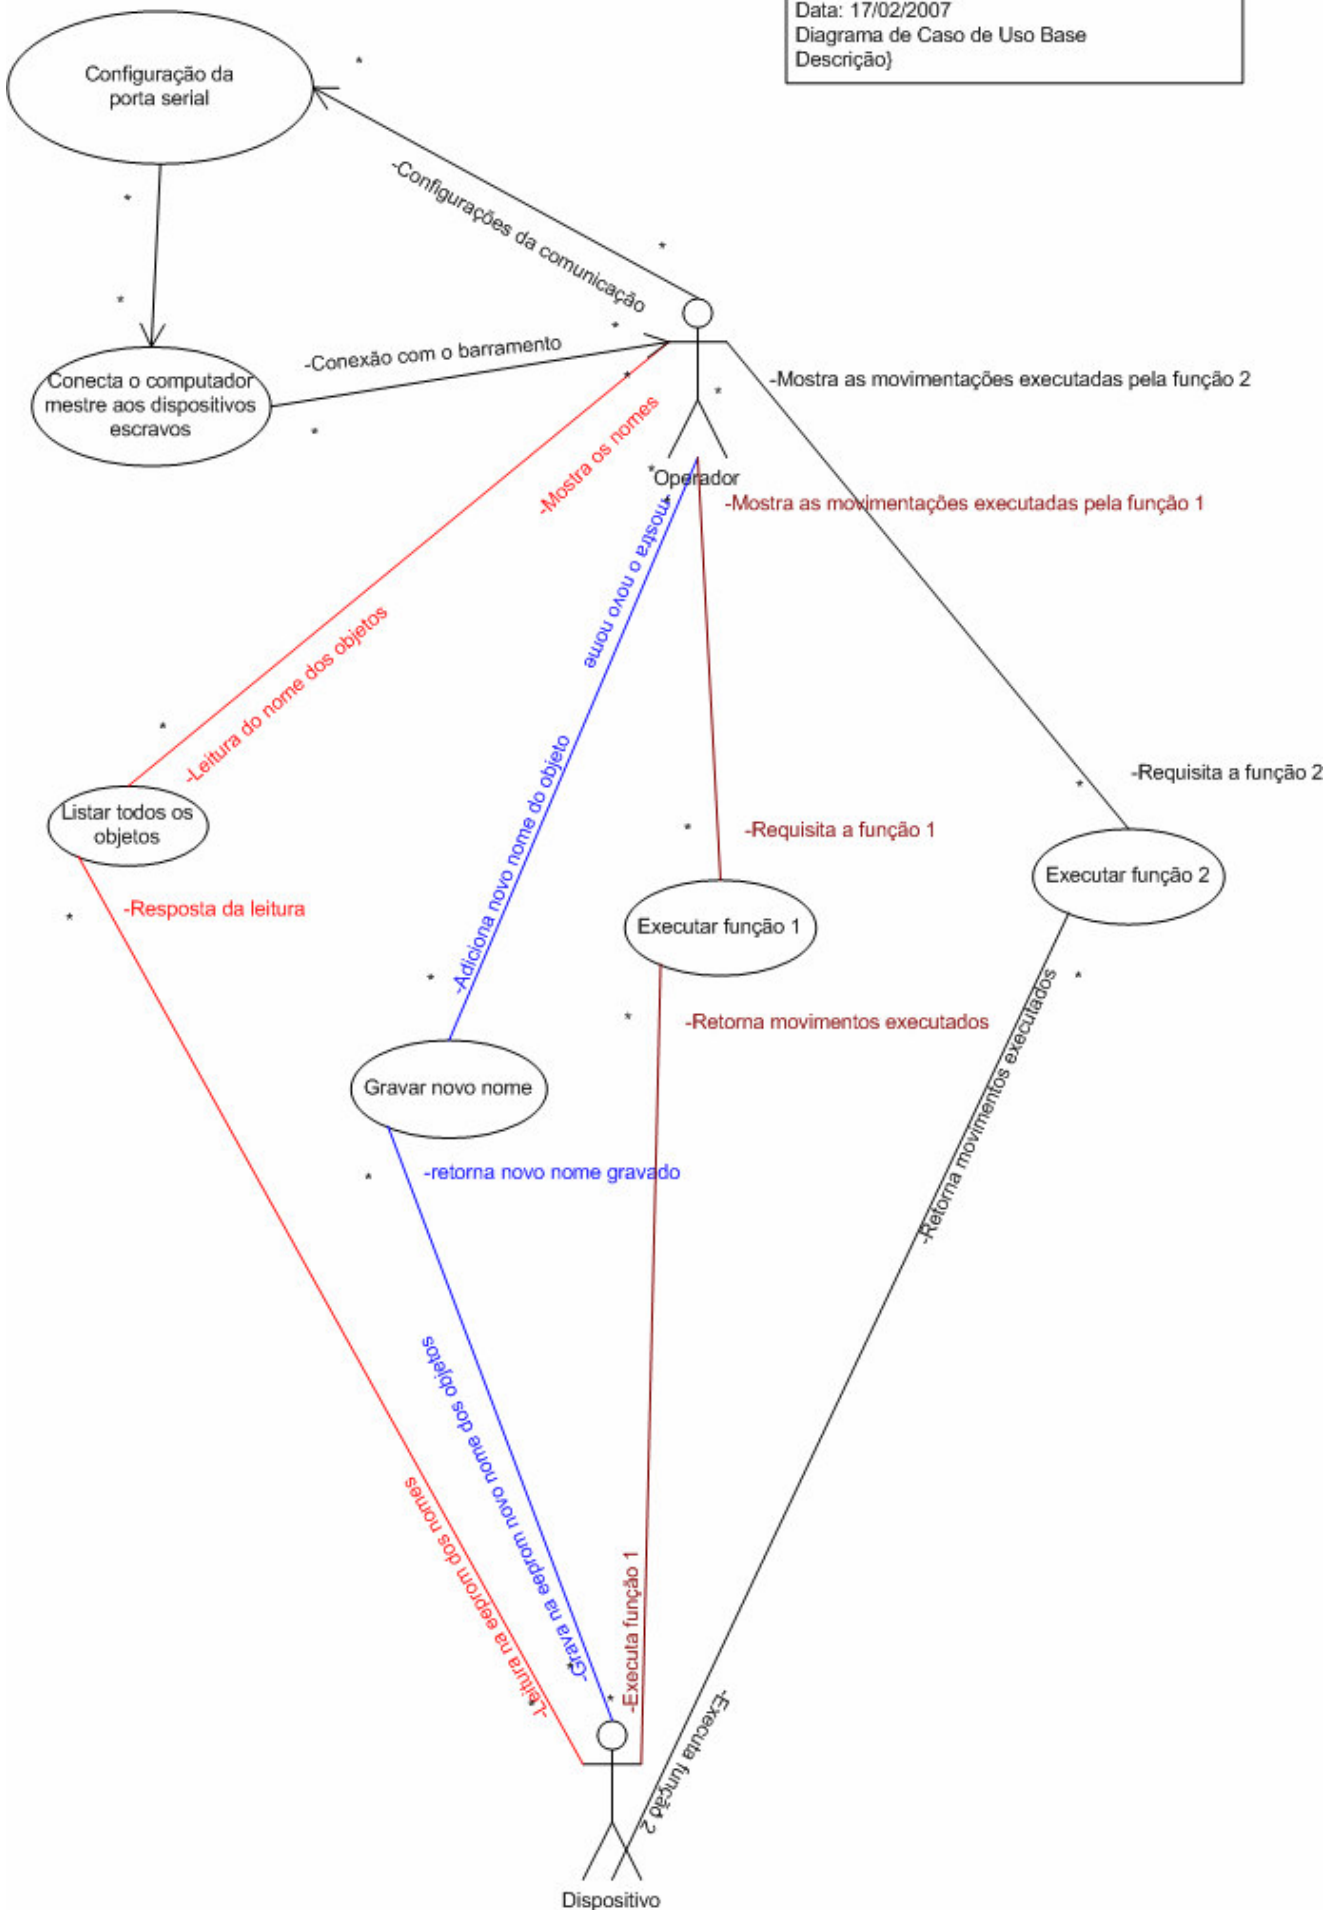 Data: 17/02/2007
Diagrama de Caso de Uso Base
Descrição}
Configuração da
porta serial
*
*
-Configurações da comunicação
*
*
Conecta o computador
mestre aos dispositivos
escravos
-Conexão com o barramento
*
*
*
*
-Mostra as movimentações executadas pela função 2
-Mostra os nomes
*
Operador
*
-Mostra as movimentações executadas pela função 1
-mostra o novo nome
-Leitura do nome dos objetos
*
Listar todos os
objetos
-Adiciona novo nome do objeto
*
*
-Requisita a função 1
*
-Requisita a função 2
Executar função 2
Executar função 1
-Resposta da leitura
*
*
-Retorna movimentos executados
*
-Retorna movimentos executados
Gravar novo nome
*
-retorna novo nome gravado
-Grava na eeprom novo nome dos objetos
*
-Leitura na eeprom dos nomes
*
-Executa função 1
*
-Executa função 2
Dispositivo